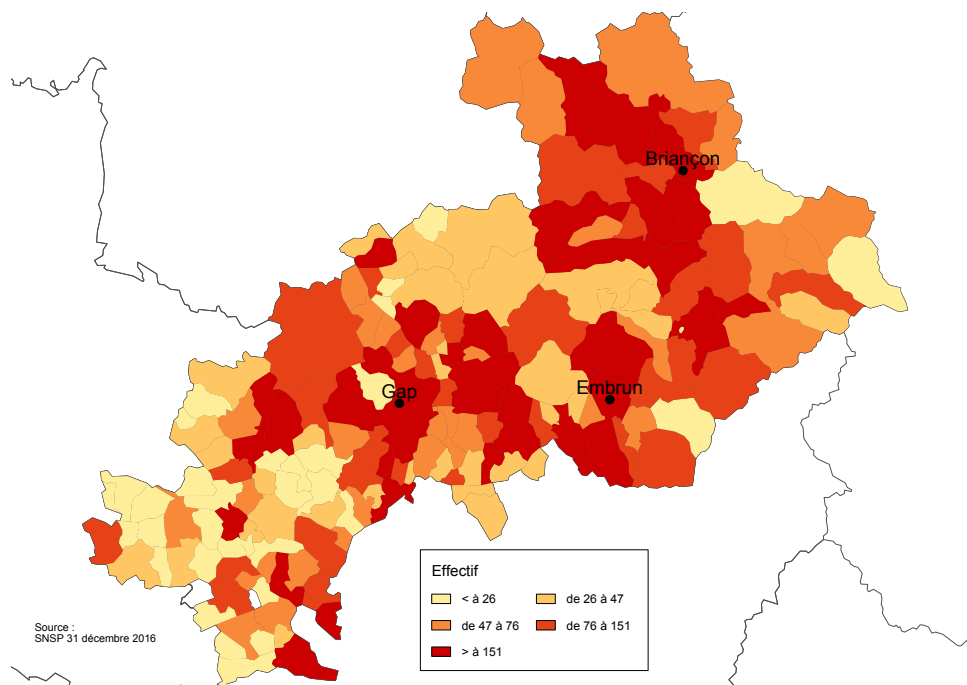 Briançon
Gap
Embrun
Effectif
< à 26
de 26 à 47
de 47 à 76
de 76 à 151
> à 151
Source :
SNSP 31 décembre 2016